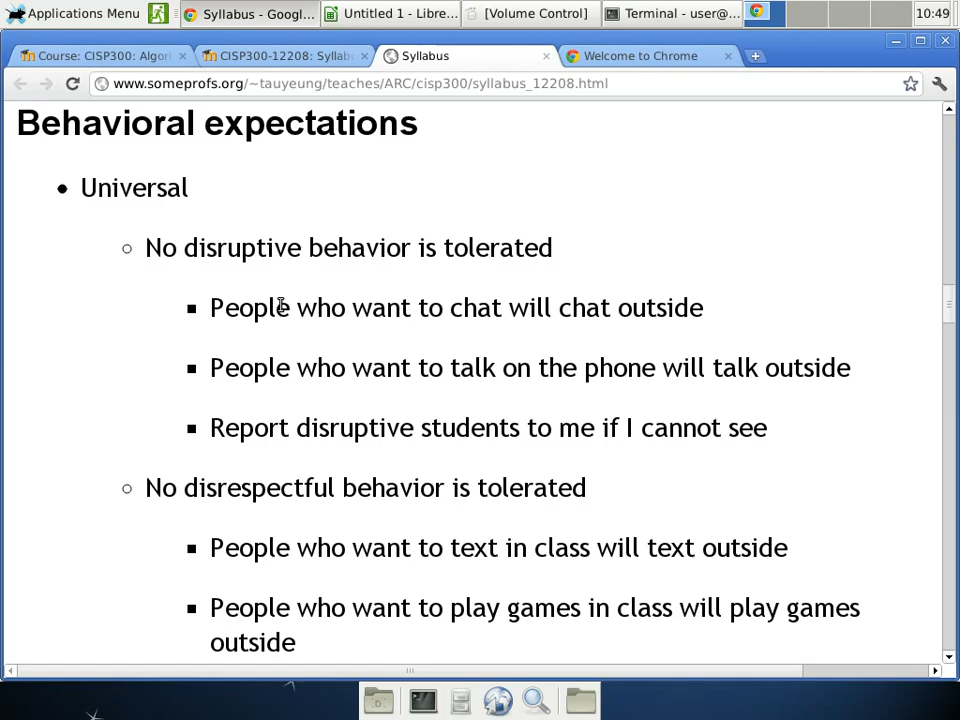 Applications Menu
Syllabus - Googl...
Untitled 1 - Libre...
[Volume Control]
Terminal - user@...
10:49
Course: CISP300: Algori
CISP300-12208: Syllab
Syllabus
Welcome to Chrome
www.someprofs.org/~tauyeung/teaches/ARC/cisp300/syllabus_12208.html
Behavioral expectations
Universal
No disruptive behavior is tolerated
People who want to chat will chat outside
People who want to talk on the phone will talk outside
Report disruptive students to me if I cannot see
No disrespectful behavior is tolerated
People who want to text in class will text outside
People who want to play games in class will play games
outside